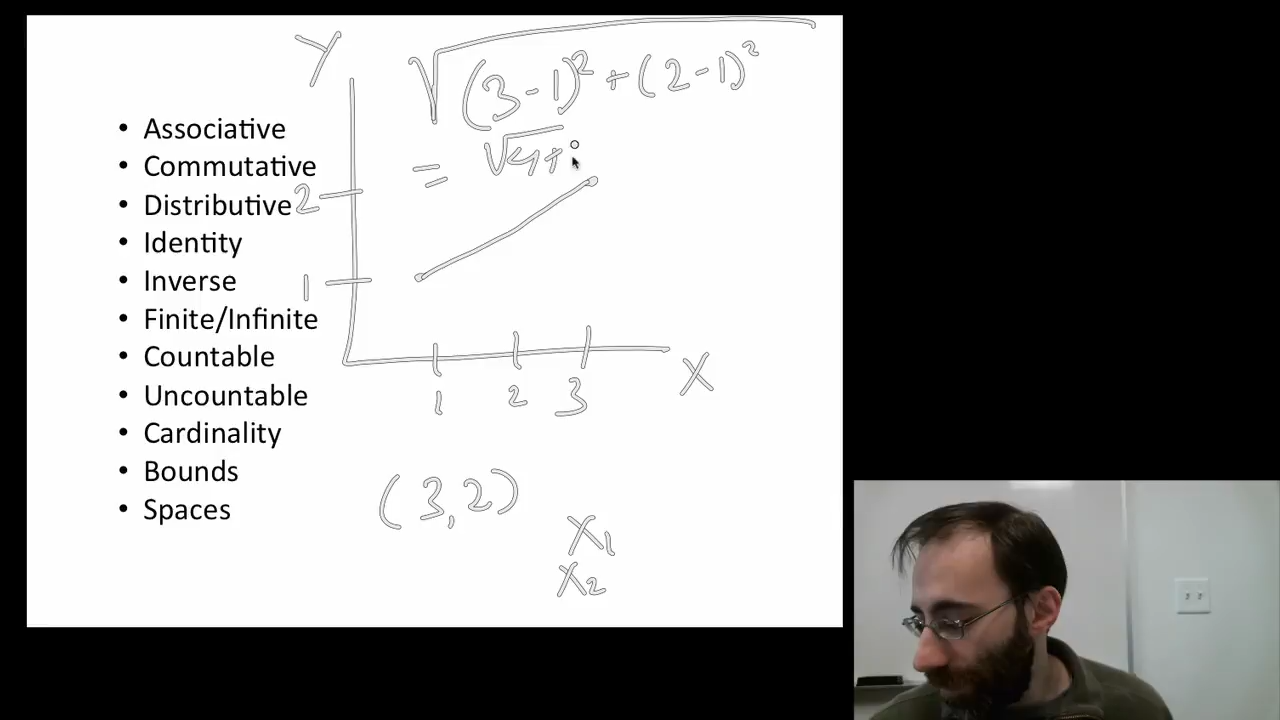 Y
√(3-1)² + (2-1)²
= √4+
• Associative
• Commutative
• Distributive
• Identity
• Inverse
• Finite/Infinite
• Countable
• Uncountable
• Cardinality
• Bounds
• Spaces
2
1
1 2 3
X
(3,2)
X₁
X₂